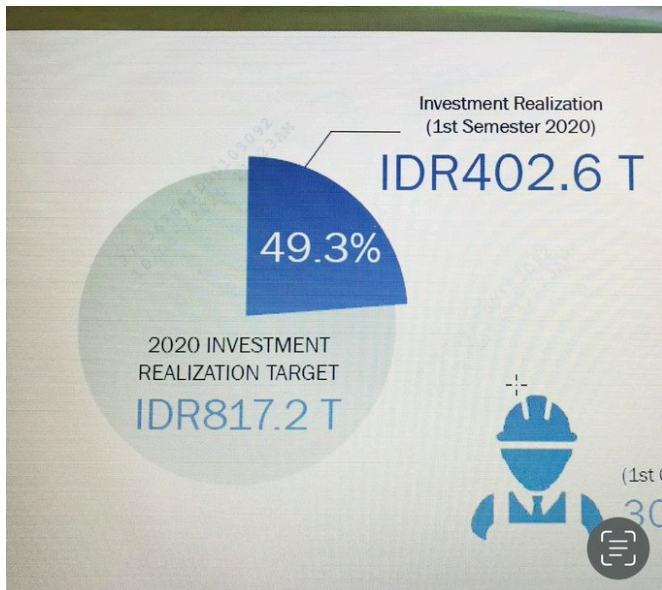 Investment Realization
(1st Semester 2020)
IDR402.6 T
49.3%
2020 INVESTMENT
REALIZATION TARGET
IDR817.2 T
(1st
30